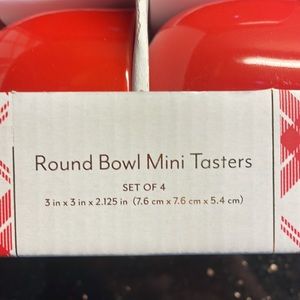 Round Bowl Mini Tasters
SET OF 4
3 in x 3 in x 2.125 in (7.6 cm x 7.6 cm x 5.4 cm)